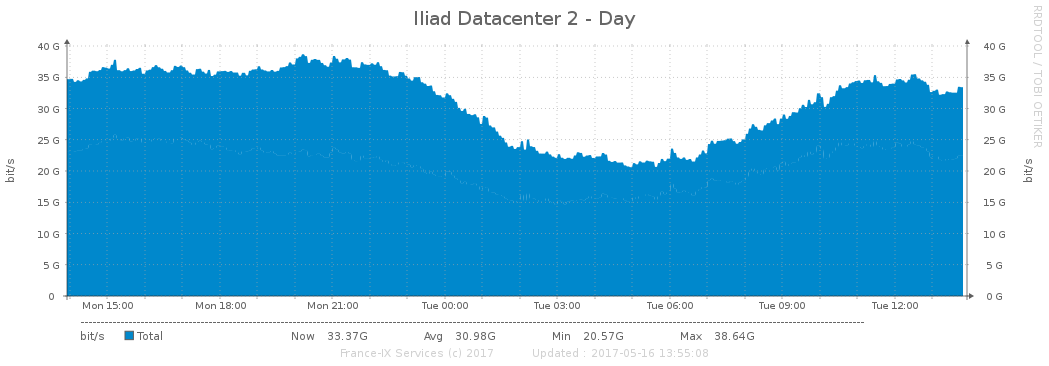 Iliad Datacenter 2 - Day
RRDTOOL / TOBI OETIKER
bit/s
40 G
35 G
30 G
25 G
20 G
15 G
10 G
5 G
0
40 G
35 G
30 G
25 G
20 G
15 G
10 G
5 G
0 G
bit/s
Mon 15:00 Mon 18:00 Mon 21:00 Tue 00:00 Tue 03:00 Tue 06:00 Tue 09:00 Tue 12:00
bit/s Total Now 33.37G Avg 30.98G Min 20.57G Max 38.64G
France-IX Services (c) 2017 Updated : 2017-05-16 13:55:08